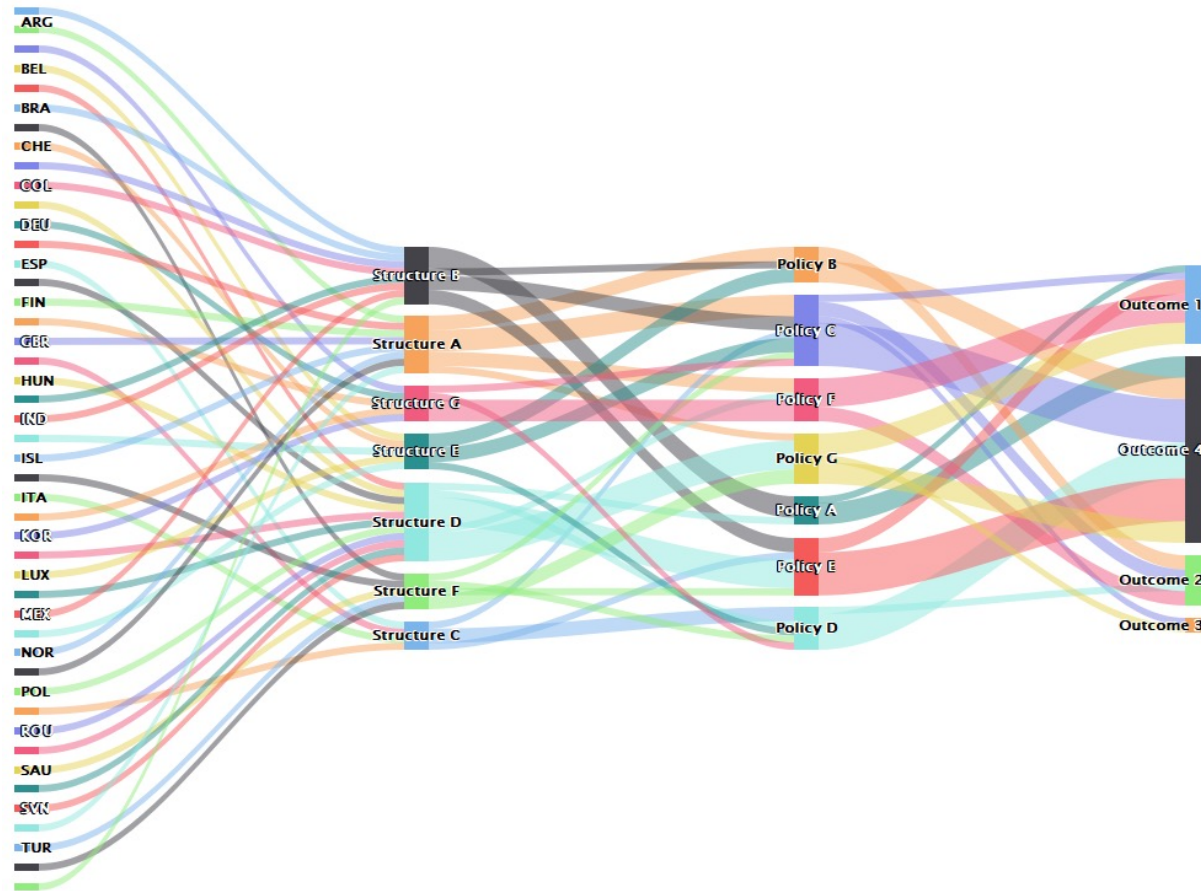 ARG
BEL
BRA
CHE
COL
DEU
ESP
FIN
GBR
HUN
IND
ISL
ITA
KOR
LUX
MEX
NOR
POL
ROU
SAU
SVN
TUR
Structure B
Structure A
Structure G
Structure E
Structure D
Structure F
Structure C
Policy B
Policy C
Policy F
Policy G
Policy A
Policy E
Policy D
Outcome 1
Outcome 4
Outcome 2
Outcome 3